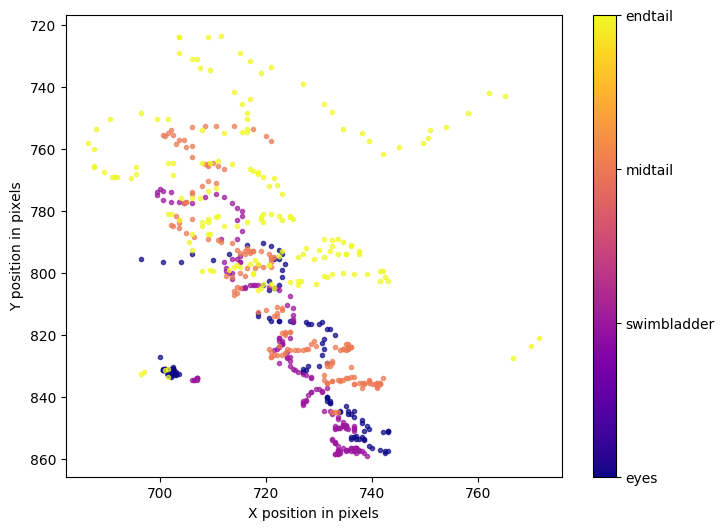 720
740
760
780
800
820
840
860
Y position in pixels
700
720
740
760
X position in pixels
endtail
midtail
swimbladder
eyes